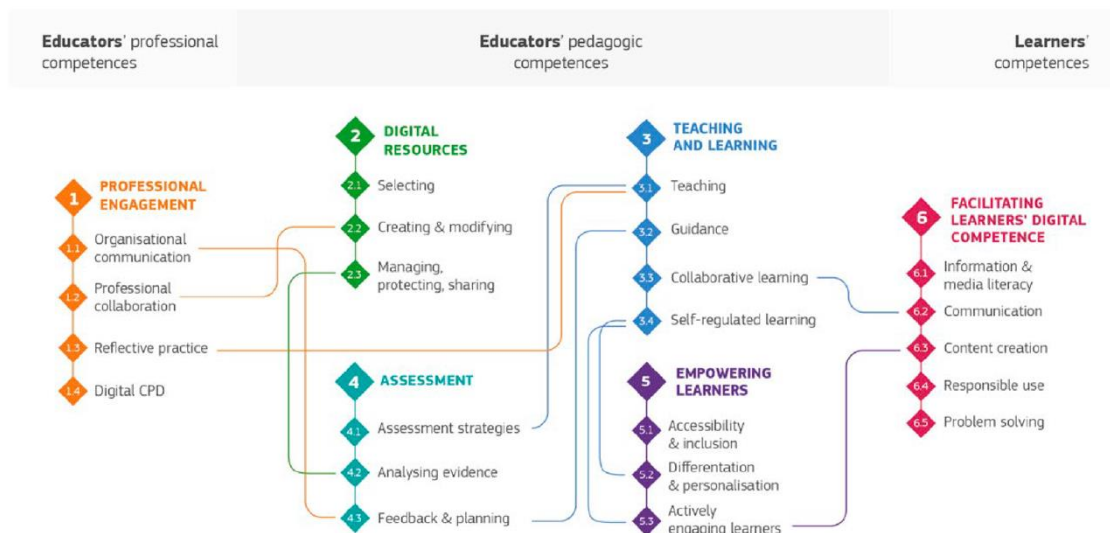 Educators' professional
competences
Educators' pedagogic
competences
Learners'
competences
1
PROFESSIONAL
ENGAGEMENT
1.1
Organisational
communication
1.2
Professional
collaboration
1.3
Reflective practice
1.4
Digital CPD
2
DIGITAL
RESOURCES
2.1
Selecting
2.2
Creating & modifying
2.3
Managing,
protecting, sharing
4
ASSESSMENT
4.1
Assessment strategies
4.2
Analysing evidence
4.3
Feedback & planning
3
TEACHING
AND LEARNING
3.1
Teaching
3.2
Guidance
3.3
Collaborative learning
3.4
Self-regulated learning
5
EMPOWERING
LEARNERS
5.1
Accessibility
& inclusion
5.2
Differentation
& personalisation
5.3
Actively
engaging learners
6
FACILITATING
LEARNERS' DIGITAL
COMPETENCE
6.1
Information &
media literacy
6.2
Communication
6.3
Content creation
6.4
Responsible use
6.5
Problem solving